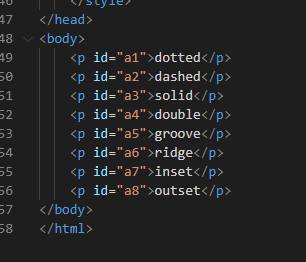 46 </style>
47 </head>
48 <body>
49 <p id="a1">dotted</p>
50 <p id="a2">dashed</p>
51 <p id="a3">solid</p>
52 <p id="a4">double</p>
53 <p id="a5">groove</p>
54 <p id="a6">ridge</p>
55 <p id="a7">inset</p>
56 <p id="a8">outset</p>
57 </body>
58 </html>